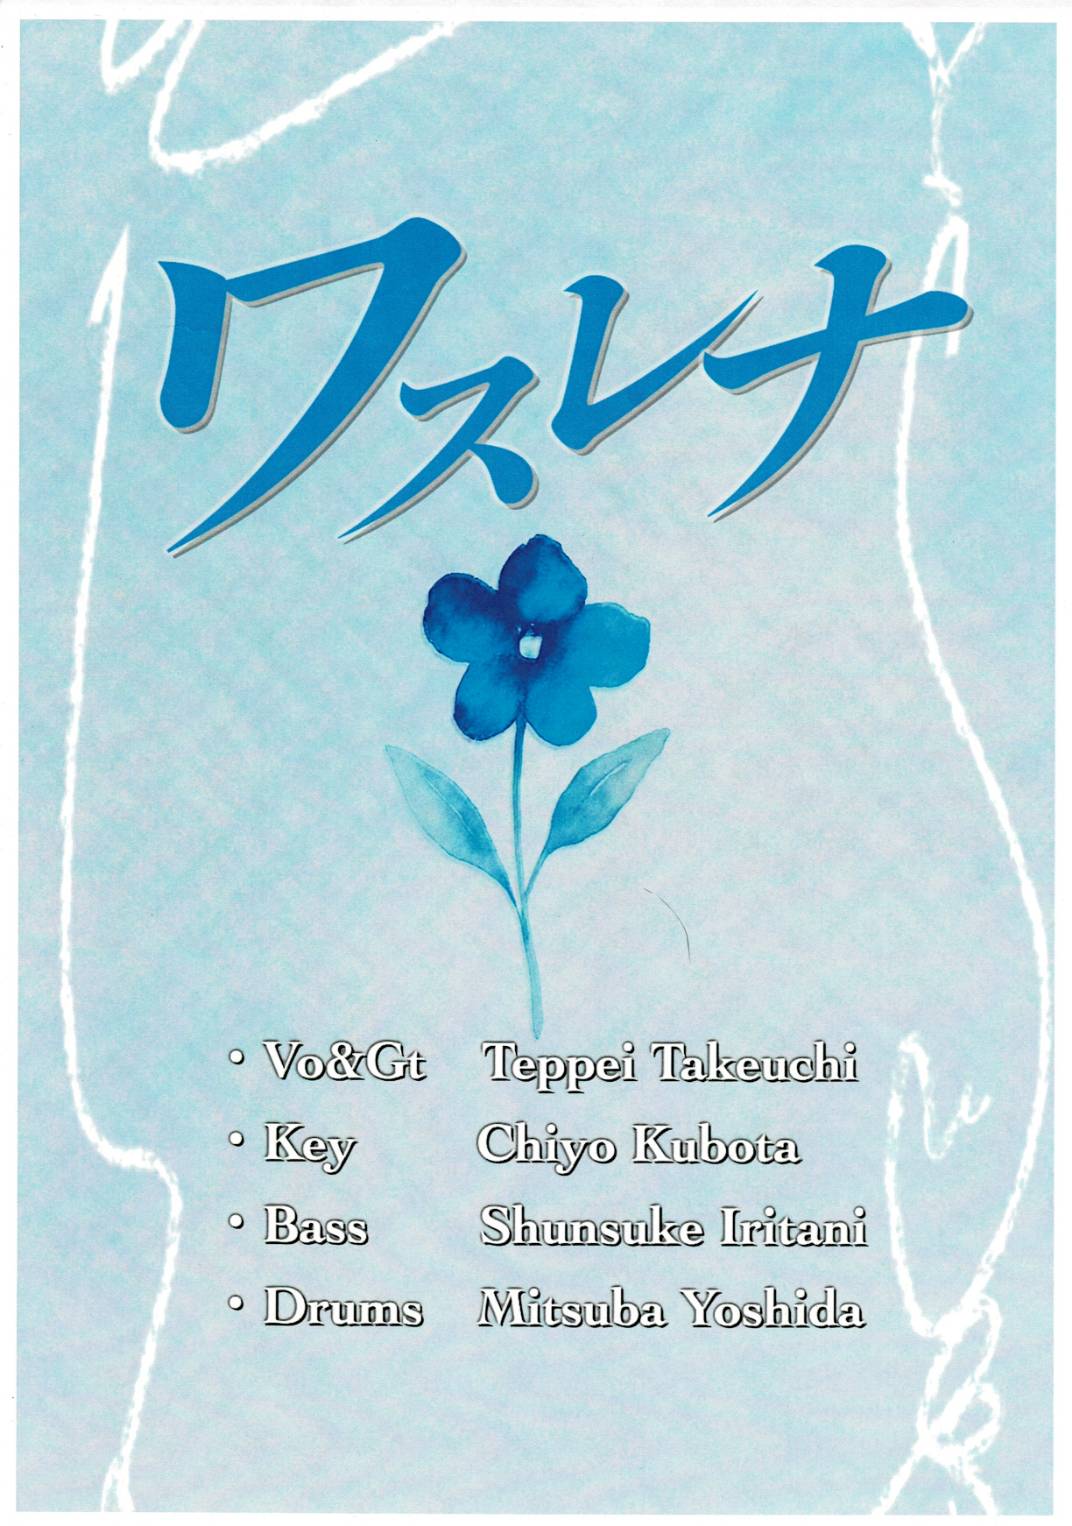 ワスレナ
・Vo&Gt Teppei Takeuchi
・Key Chiyo Kubota
・Bass Shunsuke Iritani
・Drums Mitsuba Yoshida